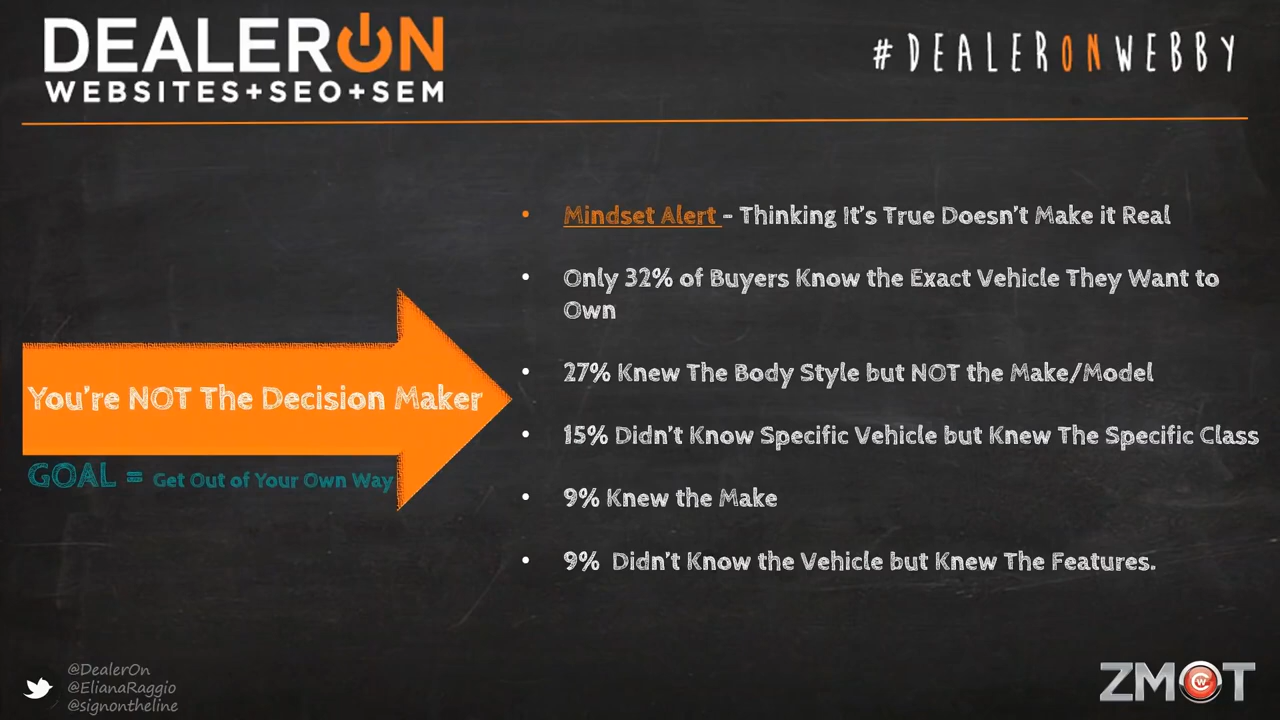 DEALERON
WEBSITES+SEO+SEM
#DEALERONWEBBY
Mindset Alert - Thinking It's True Doesn't Make it Real
Only 32% of Buyers Know the Exact Vehicle They Want to
Own
27% Knew The Body Style but NOT the Make/Model
15% Didn't Know Specific Vehicle but Knew The Specific Class
9% Knew the Make
9% Didn't Know the Vehicle but Knew The Features.
You're NOT The Decision Maker
GOAL = Get Out of Your Own Way
@DealerOn
@ElianaRaggio
@signontheline
ZMOT